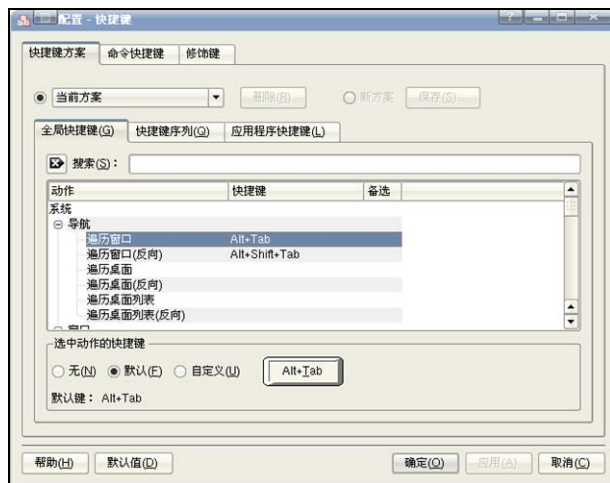 配置 - 快捷键
快捷键方案 命令快捷键 修饰键
当前方案 删除(R) 新方案 保存(S)...
全局快捷键(G) 快捷键序列(Q) 应用程序快捷键(L)
搜索(S)：
动作 快捷键 备选
系统
导航
遍历窗口 Alt+Tab
遍历窗口(反向) Alt+Shift+Tab
遍历桌面
遍历桌面(反向)
遍历桌面列表
遍历桌面列表(反向)
窗口
选中动作的快捷键
无(N) 默认(F) 自定义(U) Alt+Tab
默认键： Alt+Tab
帮助(H) 默认值(D) 确定(O) 应用(A) 取消(C)